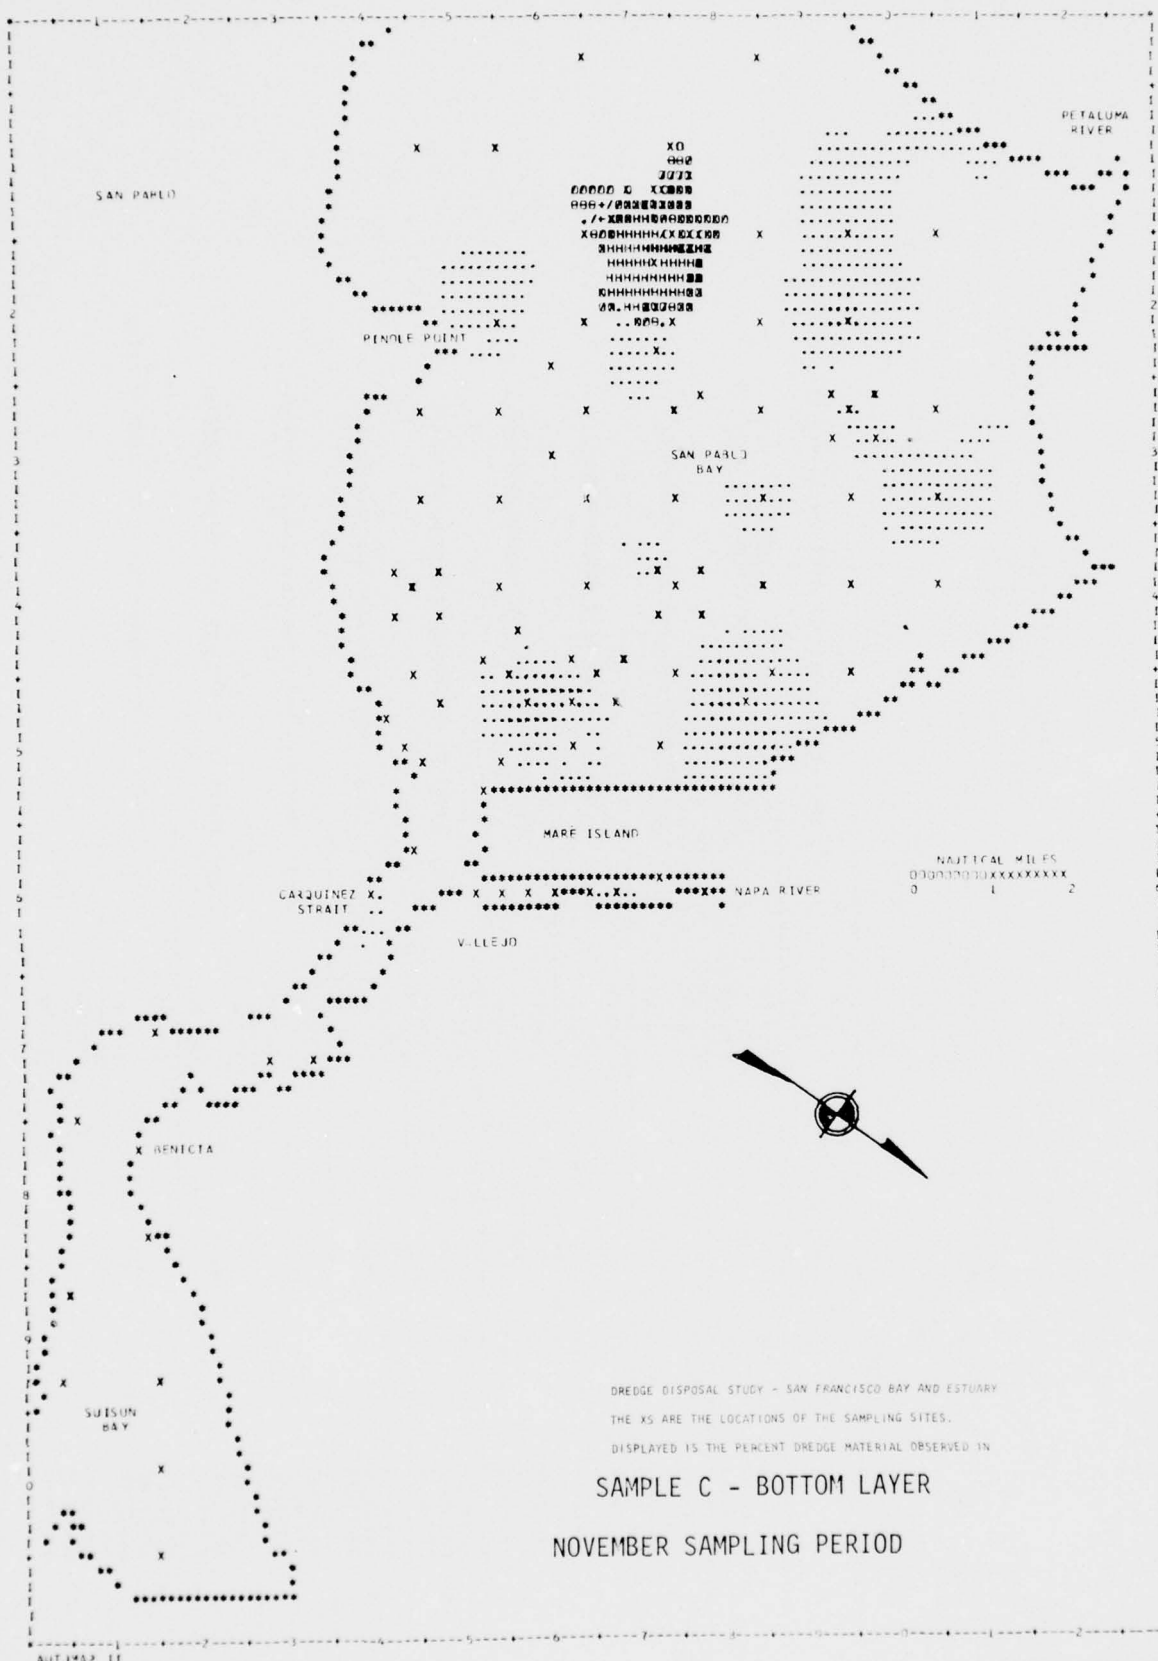 PETALUMA
RIVER
SAN PABLO
PINOLE POINT
SAN PABLO
BAY
MARE ISLAND
NAUTICAL MILES
0 1 2
CARQUINEZ
STRAIT
NAPA RIVER
VALLEJO
BENICIA
SUISUN
BAY
DREDGE DISPOSAL STUDY - SAN FRANCISCO BAY AND ESTUARY
THE XS ARE THE LOCATIONS OF THE SAMPLING SITES.
DISPLAYED IS THE PERCENT DREDGE MATERIAL OBSERVED IN
SAMPLE C - BOTTOM LAYER
NOVEMBER SAMPLING PERIOD
AUTOMAP II